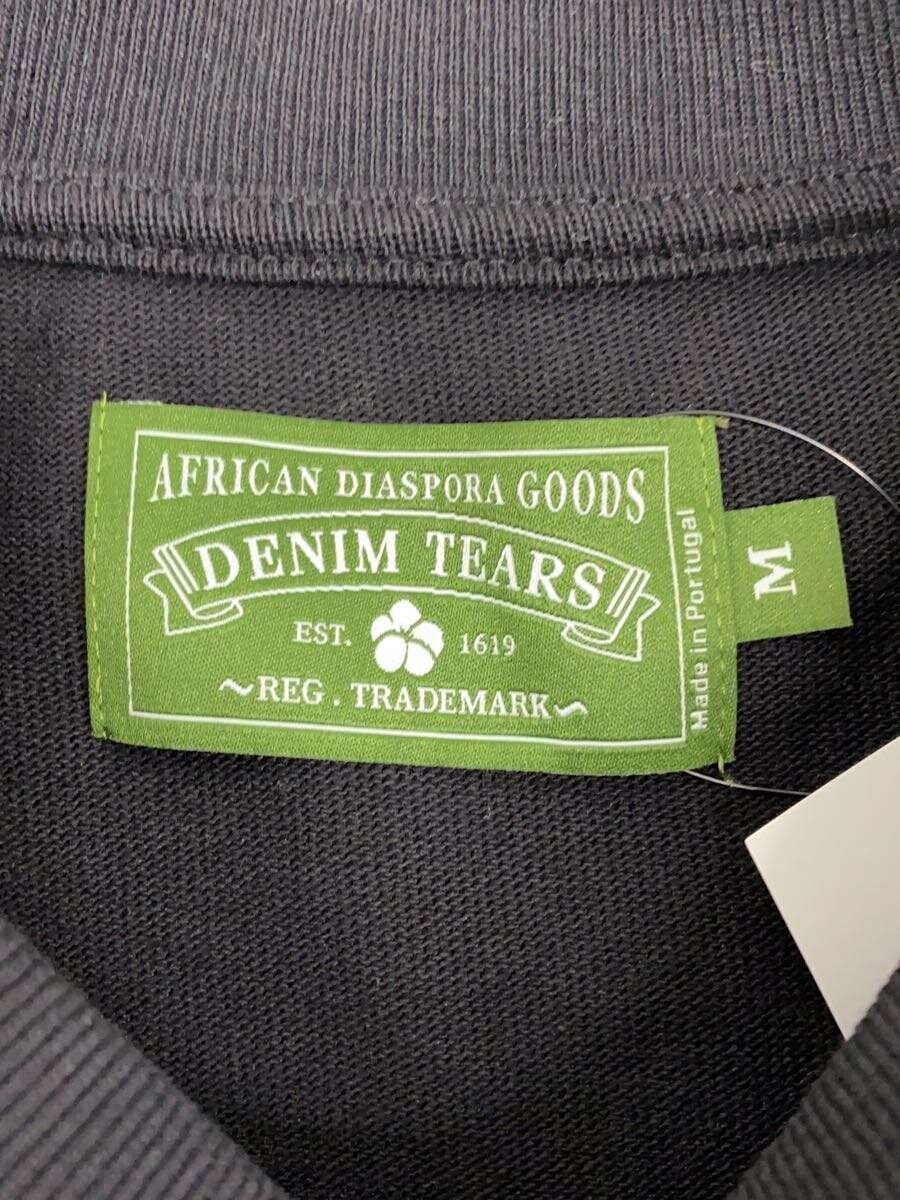 AFRICAN DIASPORA GOODS
DENIM TEARS
EST. 1619
~REG. TRADEMARK~
Made in Portugal
M